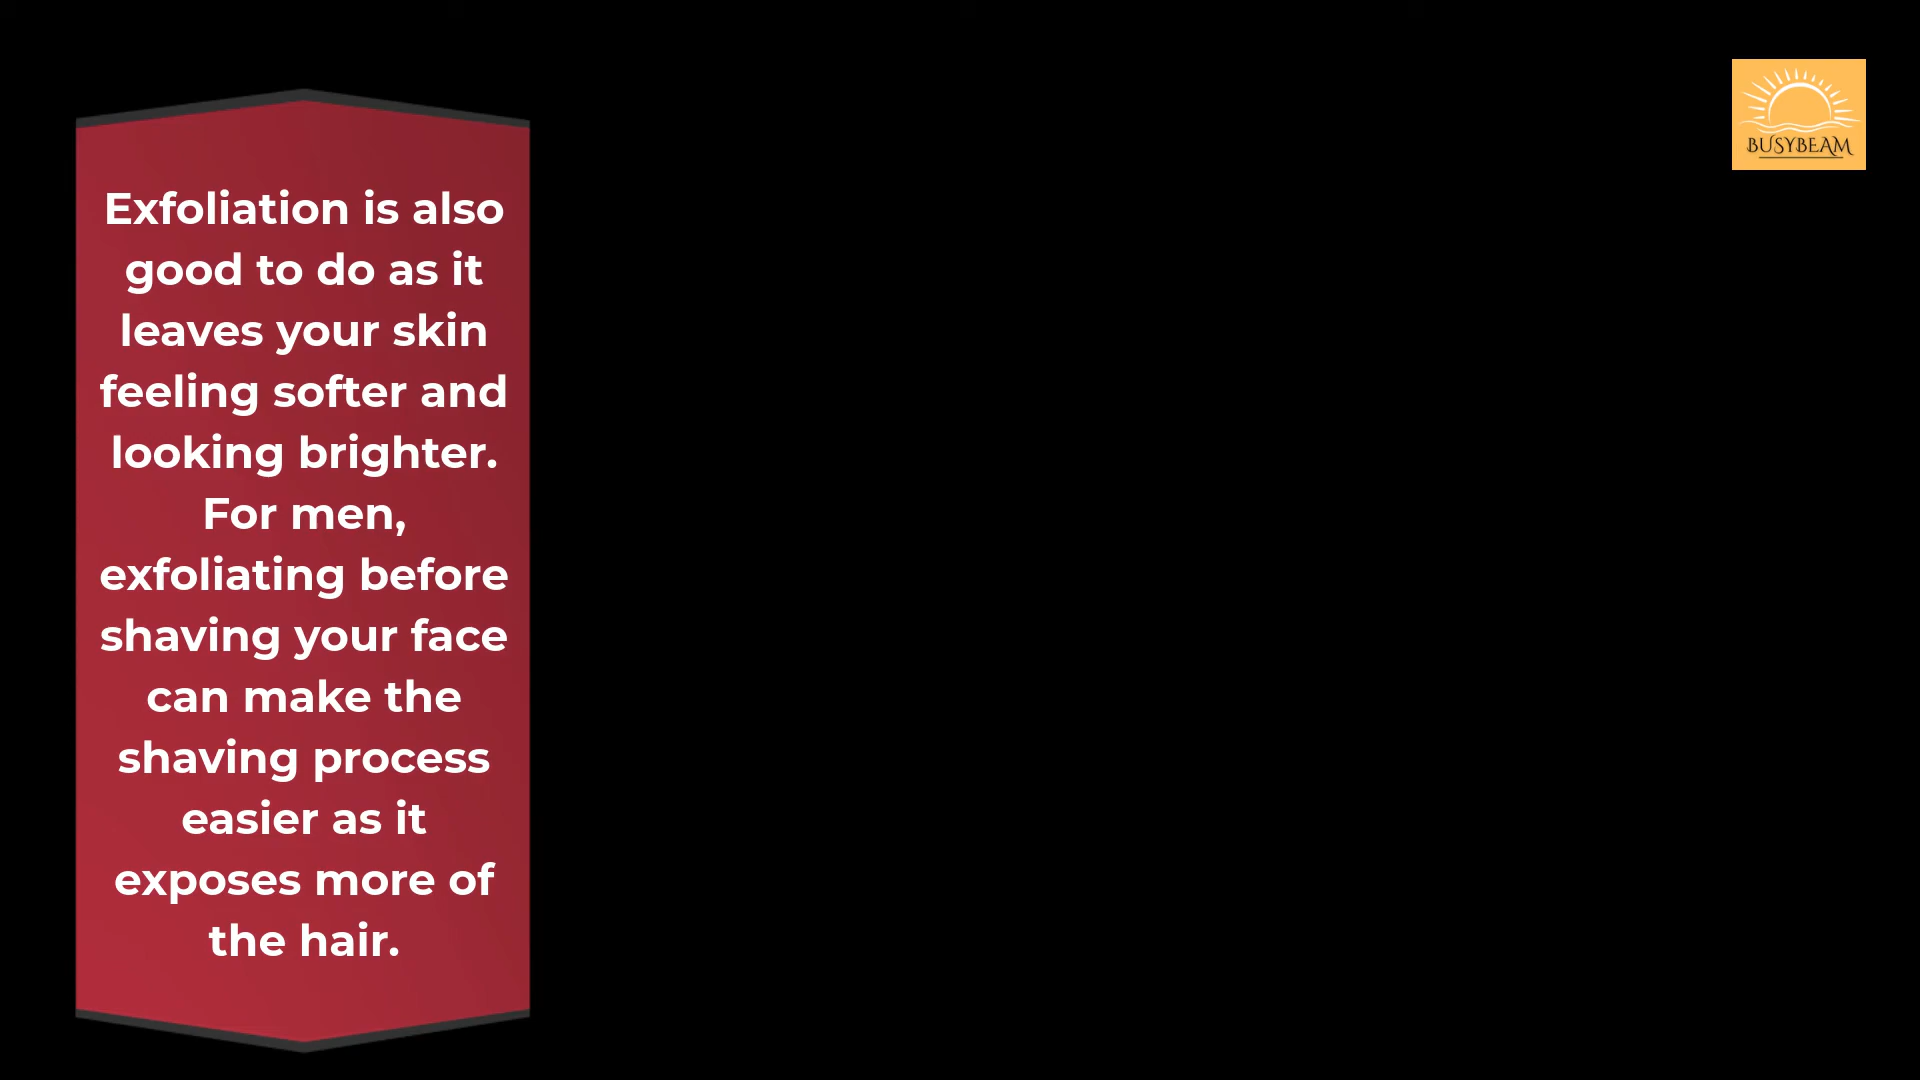 Exfoliation is also
good to do as it
leaves your skin
feeling softer and
looking brighter.
For men,
exfoliating before
shaving your face
can make the
shaving process
easier as it
exposes more of
the hair.
BUSYBEAM